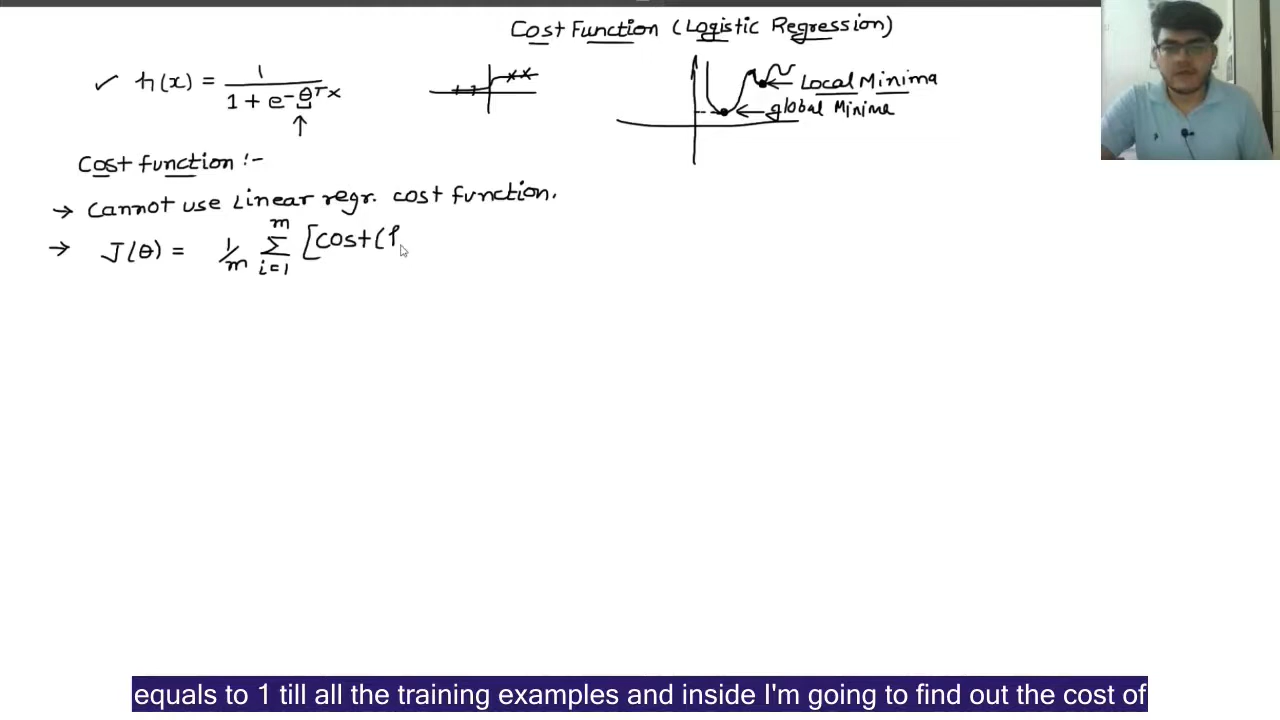 Cost Function (Logistic Regression)
✓ h(x) = 1 / 1 + e^-θᵀx
Local Minima
global Minima
Cost function :-
→ Cannot use Linear regr. cost function.
→ J(θ) = 1/m Σ_{i=1}^{m} [cost(
equals to 1 till all the training examples and inside I'm going to find out the cost of